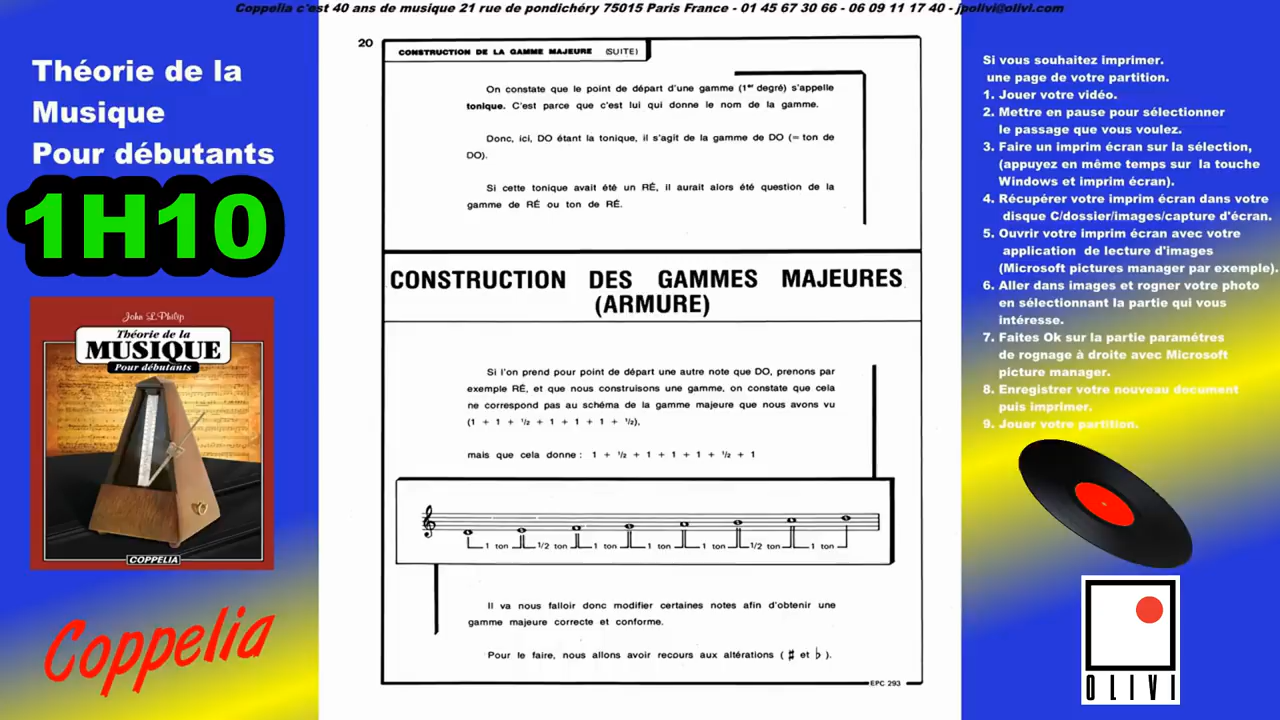 Coppelia c'est 40 ans de musique 21 rue de pondichéry 75015 Paris France - 01 45 67 30 66 - 06 09 11 17 40 - jpolivi@olivi.com
Théorie de la
Musique
Pour débutants
1H10
John L. Philip
Théorie de la
MUSIQUE
Pour débutants
COPPELIA
Coppelia
20
CONSTRUCTION DE LA GAMME MAJEURE (SUITE)
On constate que le point de départ d'une gamme (1er degré) s'appelle
tonique. C'est parce que c'est lui qui donne le nom de la gamme.
Donc, ici, DO étant la tonique, il s'agit de la gamme de DO (= ton de
DO).
Si cette tonique avait été un RÉ, il aurait alors été question de la
gamme de RÉ ou ton de RÉ.
CONSTRUCTION DES GAMMES MAJEURES
(ARMURE)
Si l'on prend pour point de départ une autre note que DO, prenons par
exemple RÉ, et que nous construisons une gamme, on constate que cela
ne correspond pas au schéma de la gamme majeure que nous avons vu
(1 + 1 + 1/2 + 1 + 1 + 1 + 1/2),
mais que cela donne : 1 + 1/2 + 1 + 1 + 1 + 1/2 + 1
1 ton 1/2 ton 1 ton 1 ton 1 ton 1/2 ton 1 ton
Il va nous falloir donc modifier certaines notes afin d'obtenir une
gamme majeure correcte et conforme.
Pour le faire, nous allons avoir recours aux altérations ( ♯ et ♭ ).
EPC 293
Si vous souhaitez imprimer.
une page de votre partition.
1. Jouer votre vidéo.
2. Mettre en pause pour sélectionner
le passage que vous voulez.
3. Faire un imprim écran sur la sélection,
(appuyez en même temps sur la touche
Windows et imprim écran).
4. Récupérer votre imprim écran dans votre
disque C/dossier/images/capture d'écran.
5. Ouvrir votre imprim écran avec votre
application de lecture d'images
(Microsoft pictures manager par exemple).
6. Aller dans images et rogner votre photo
en sélectionnant la partie qui vous
intéresse.
7. Faites Ok sur la partie paramétres
de rognage à droite avec Microsoft
picture manager.
8. Enregistrer votre nouveau document
puis imprimer.
9. Jouer votre partition.
OLIVI